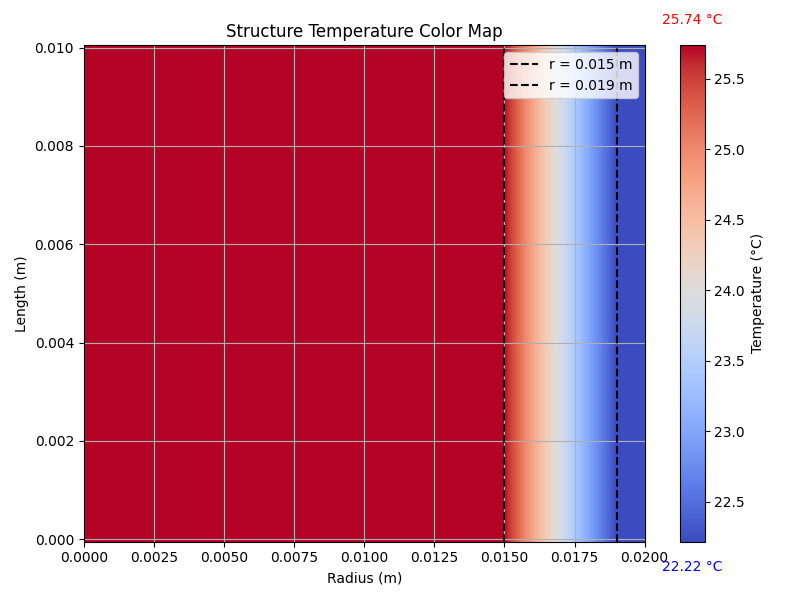 Structure Temperature Color Map
25.74 °C
r = 0.015 m
r = 0.019 m
Length (m)
0.010
0.008
0.006
0.004
0.002
0.000
0.0000 0.0025 0.0050 0.0075 0.0100 0.0125 0.0150 0.0175 0.0200
Radius (m)
25.5
25.0
24.5
24.0
23.5
23.0
22.5
Temperature (°C)
22.22 °C